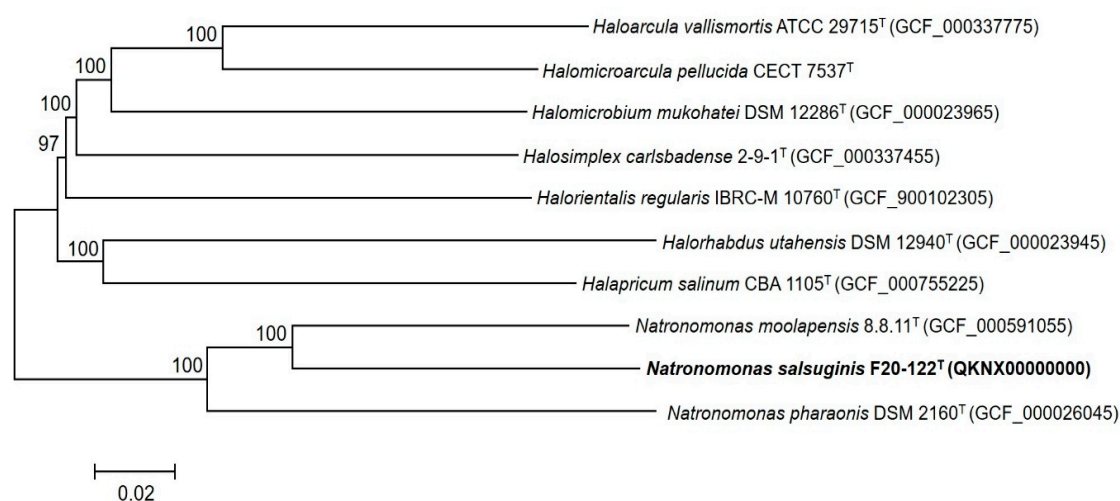 100
Haloarcula vallismortis ATCC 29715ᵀ (GCF_000337775)
100
Halomicroarcula pellucida CECT 7537ᵀ
100
Halomicrobium mukohatei DSM 12286ᵀ (GCF_000023965)
97
Halosimplex carlsbadense 2-9-1ᵀ (GCF_000337455)
Halorientalis regularis IBRC-M 10760ᵀ (GCF_900102305)
100
Halorhabdus utahensis DSM 12940ᵀ (GCF_000023945)
Halapricum salinum CBA 1105ᵀ (GCF_000755225)
100
Natronomonas moolapensis 8.8.11ᵀ (GCF_000591055)
100
Natronomonas salsuginis F20-122ᵀ (QKNX00000000)
Natronomonas pharaonis DSM 2160ᵀ (GCF_000026045)
0.02